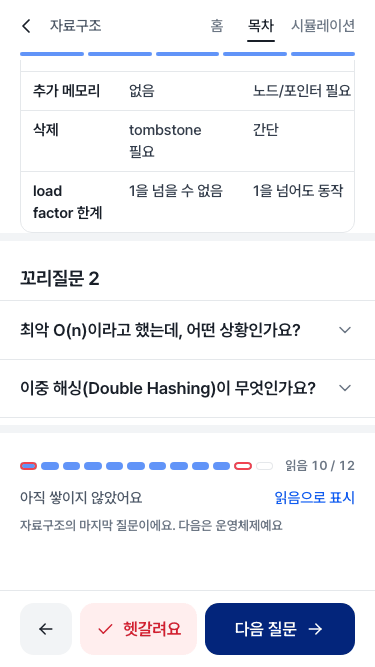 자료구조
홈 목차 시뮬레이션
추가 메모리 없음 노드/포인터 필요
삭제 tombstone 필요 간단
load factor 한계 1을 넘을 수 없음 1을 넘어도 동작
꼬리질문 2
최악 O(n)이라고 했는데, 어떤 상황인가요?
이중 해싱(Double Hashing)이 무엇인가요?
읽음 10 / 12
아직 쌓이지 않았어요 읽음으로 표시
자료구조의 마지막 질문이에요. 다음은 운영체제예요
헷갈려요 다음 질문